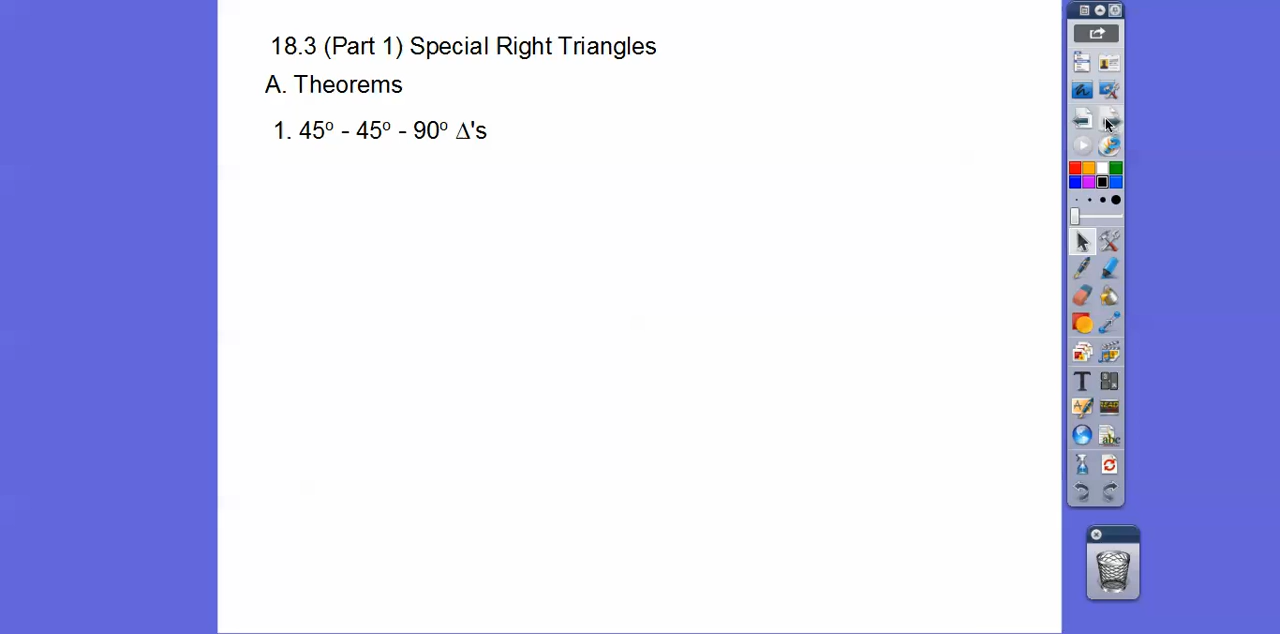 18.3 (Part 1) Special Right Triangles
A. Theorems
1. 45º - 45º - 90º ∆'s